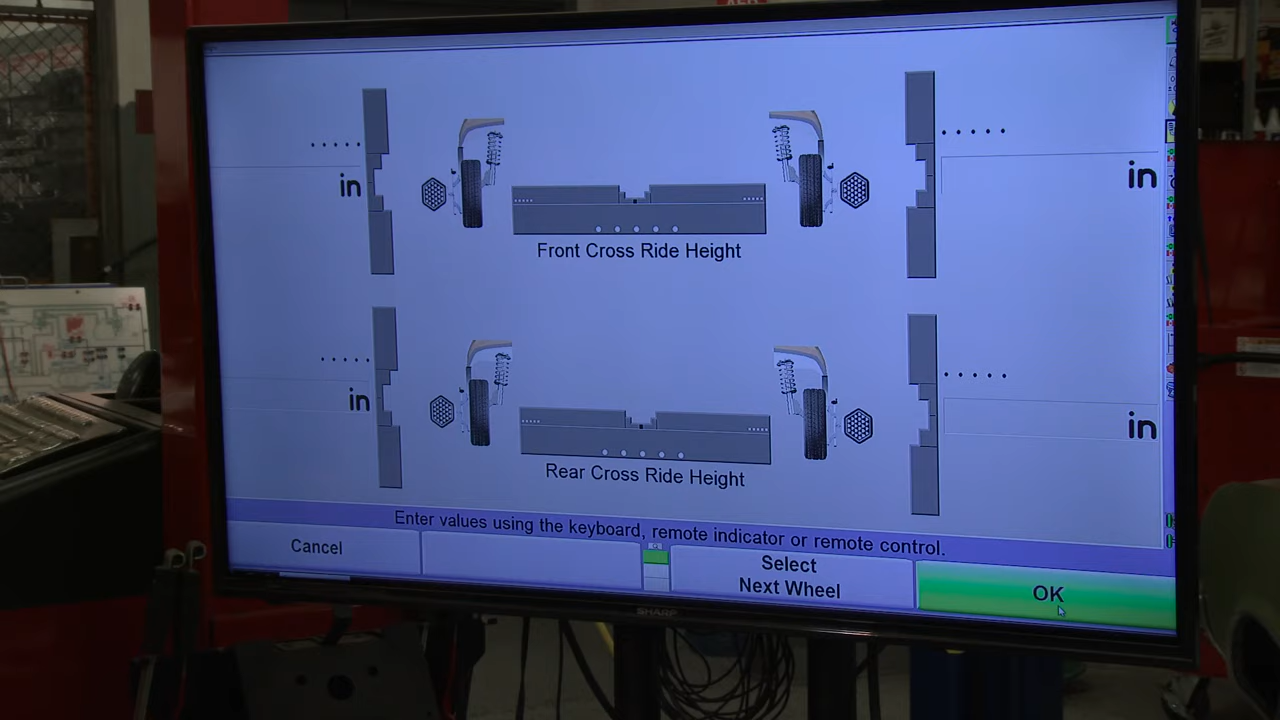 in
in
Front Cross Ride Height
in
in
Rear Cross Ride Height
Enter values using the keyboard, remote indicator or remote control.
Cancel
Select
Next Wheel
OK
SHARP